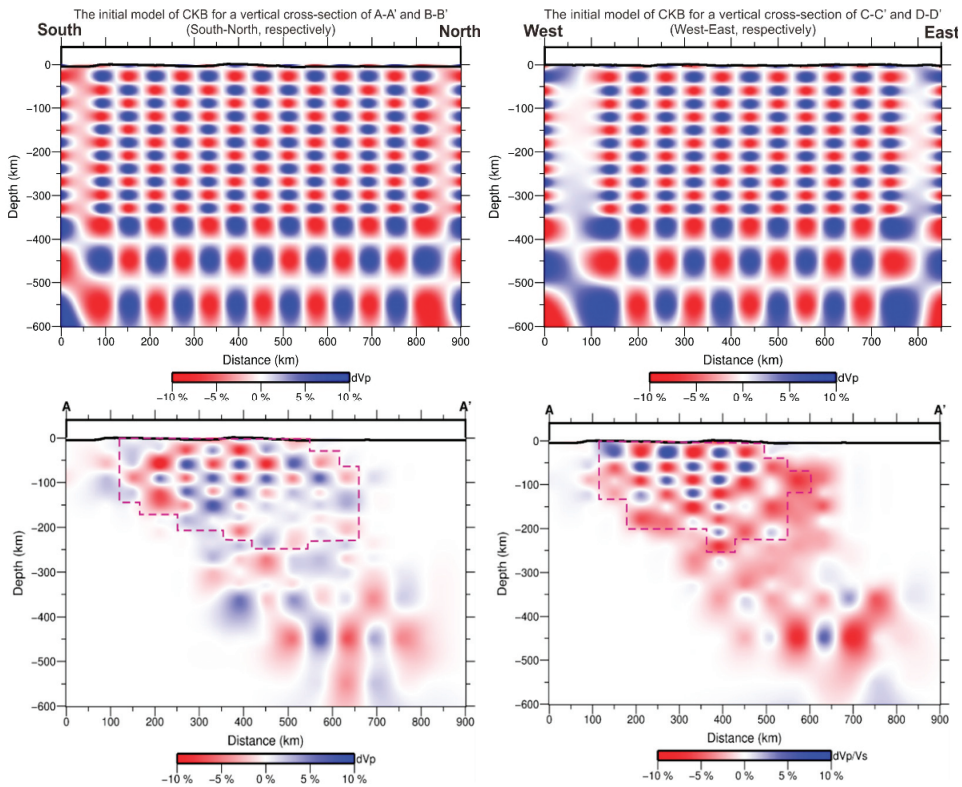 The initial model of CKB for a vertical cross-section of A-A' and B-B'
(South-North, respectively)
South
North
0
−100
−200
−300
−400
−500
−600
Depth (km)
0 100 200 300 400 500 600 700 800 900
Distance (km)
dVp
−10 % −5 % 0 % 5 % 10 %
The initial model of CKB for a vertical cross-section of C-C' and D-D'
(West-East, respectively)
West
East
0
−100
−200
−300
−400
−500
−600
Depth (km)
0 100 200 300 400 500 600 700 800
Distance (km)
dVp
−10 % −5 % 0 % 5 % 10 %
A A'
0
−100
−200
−300
−400
−500
−600
Depth (km)
0 100 200 300 400 500 600 700 800 900
Distance (km)
dVp
−10 % −5 % 0 % 5 % 10 %
A A'
0
−100
−200
−300
−400
−500
−600
Depth (km)
0 100 200 300 400 500 600 700 800 900
Distance (km)
dVp/Vs
−10 % −5 % 0 % 5 % 10 %